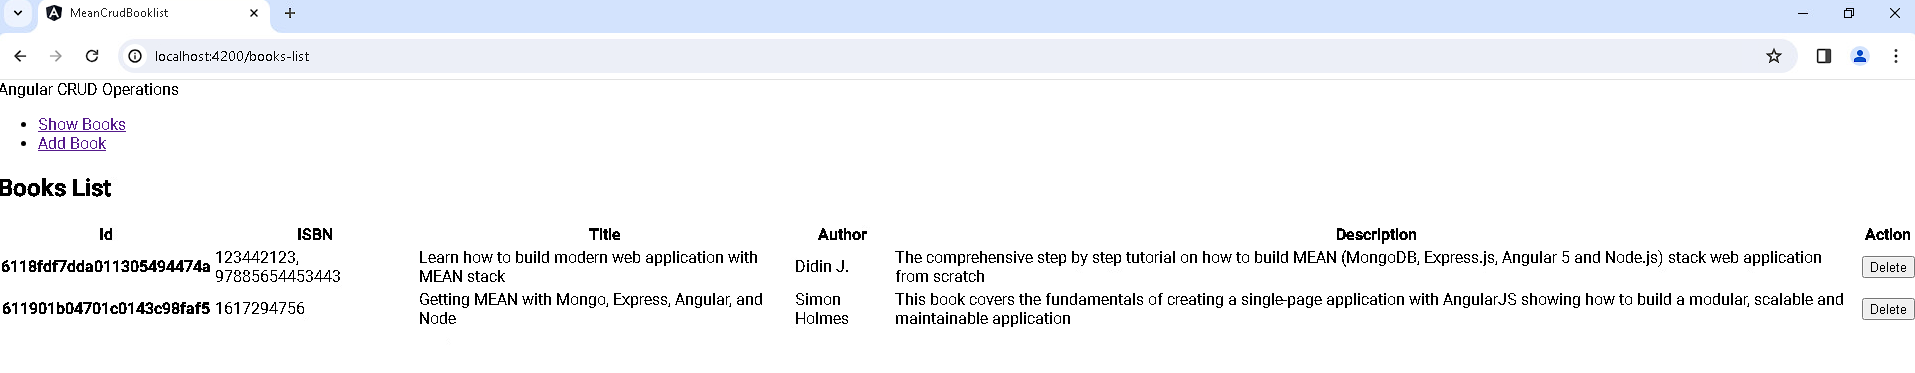 MeanCrudBooklist
localhost:4200/books-list
Angular CRUD Operations
Show Books
Add Book
Books List
Id ISBN Title Author Description Action
6118fdf7dda011305494474a 123442123, 97885654453443 Learn how to build modern web application with MEAN stack Didin J. The comprehensive step by step tutorial on how to build MEAN (MongoDB, Express.js, Angular 5 and Node.js) stack web application from scratch Delete
611901b04701c0143c98faf5 1617294756 Getting MEAN with Mongo, Express, Angular, and Node Simon Holmes This book covers the fundamentals of creating a single-page application with AngularJS showing how to build a modular, scalable and maintainable application Delete